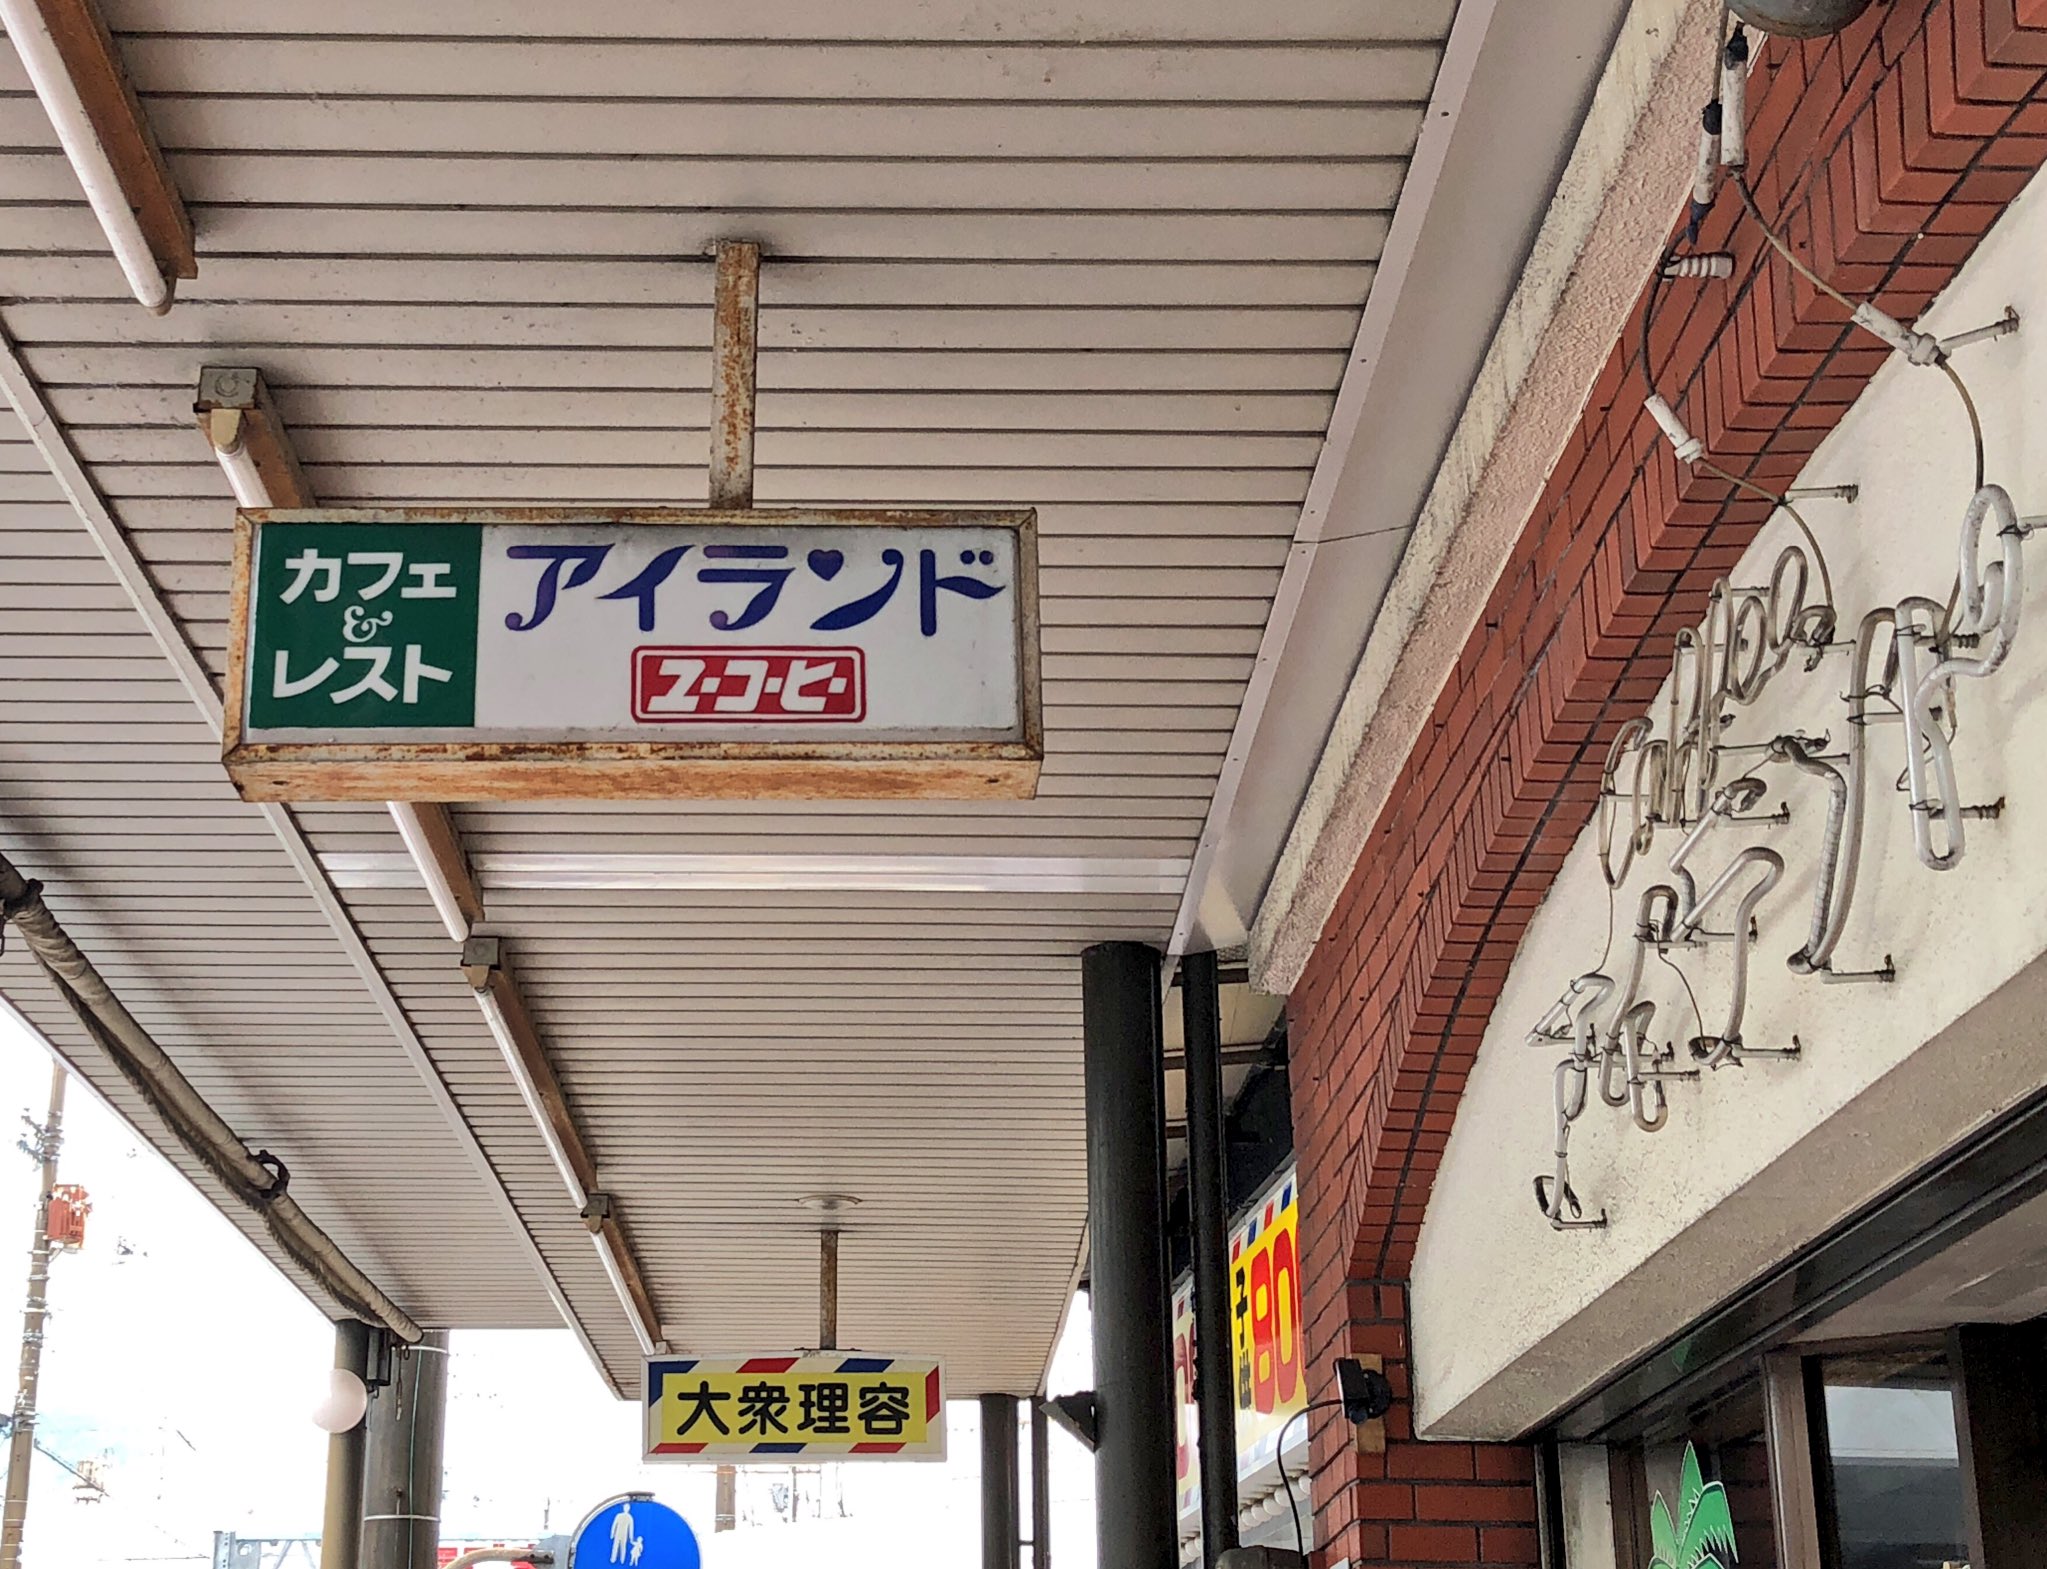 カフェ
&
レスト
アイランド
ユーコーヒー
大衆理容
80